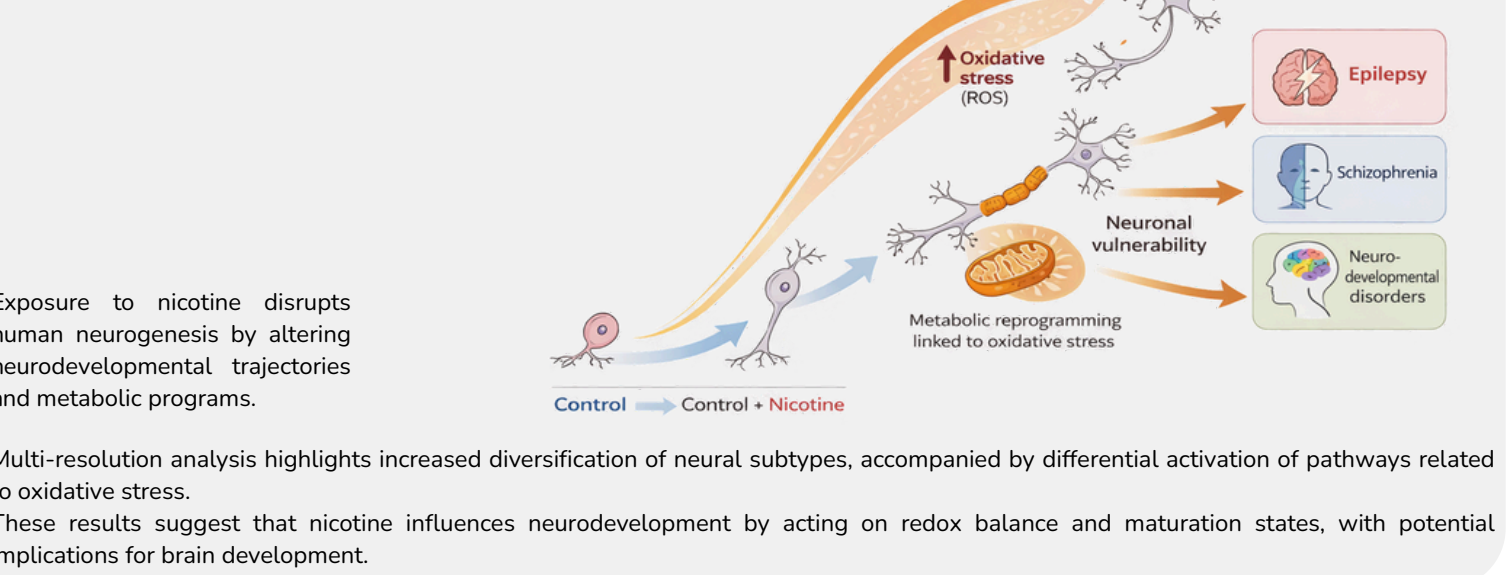 Oxidative
stress
(ROS)
Epilepsy
Schizophrenia
Neuronal
vulnerability
Neuro-
developmental
disorders
Metabolic reprogramming
linked to oxidative stress
Control Control + Nicotine
Exposure to nicotine disrupts
human neurogenesis by altering
neurodevelopmental trajectories
and metabolic programs.
Multi-resolution analysis highlights increased diversification of neural subtypes, accompanied by differential activation of pathways related
to oxidative stress.
These results suggest that nicotine influences neurodevelopment by acting on redox balance and maturation states, with potential
implications for brain development.